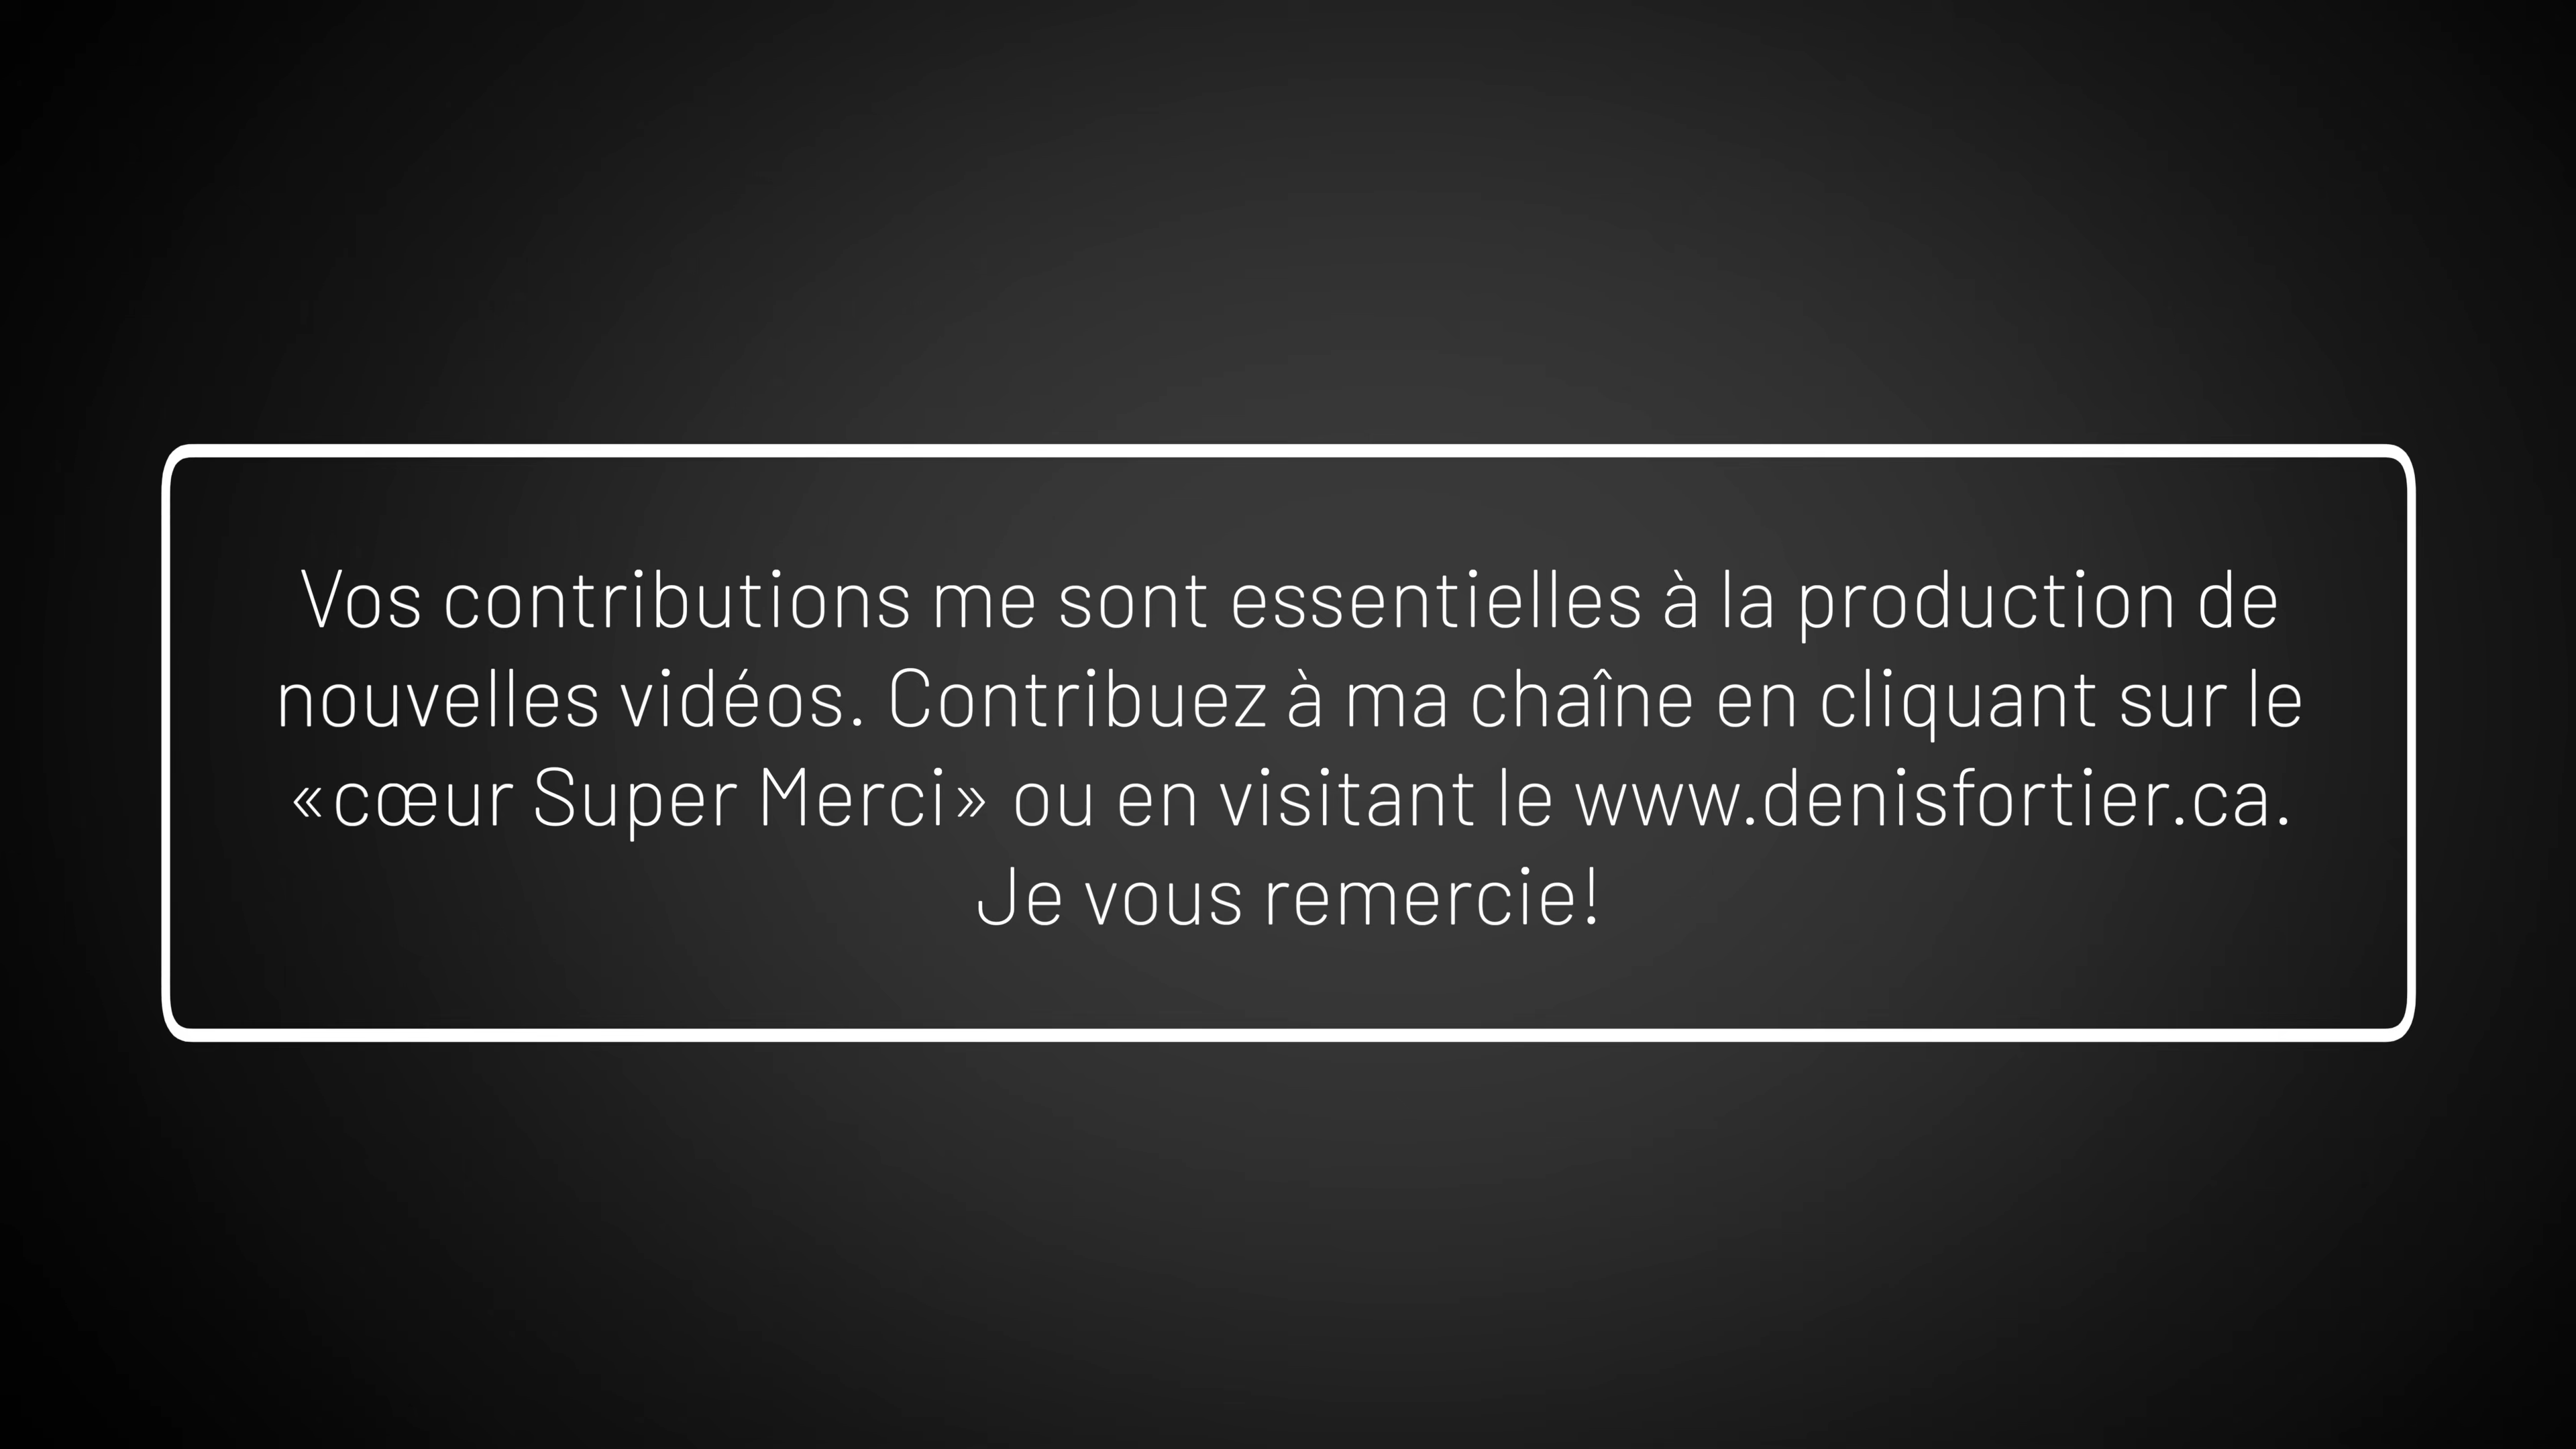 Vos contributions me sont essentielles à la production de
nouvelles vidéos. Contribuez à ma chaîne en cliquant sur le
«cœur Super Merci» ou en visitant le www.denisfortier.ca.
Je vous remercie!